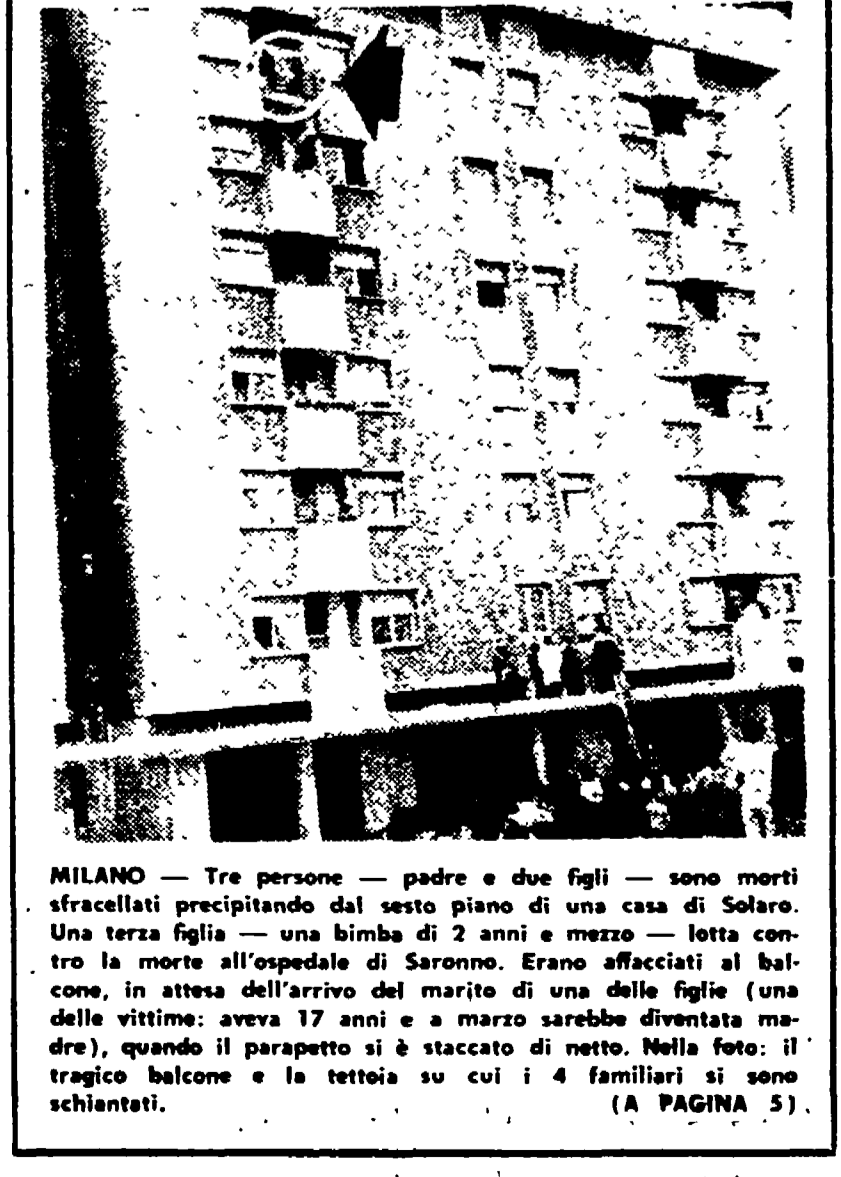 MILANO — Tre persone — padre e due figli — sono morti
sfracellati precipitando dal sesto piano di una casa di Solaro.
Una terza figlia — una bimba di 2 anni e mezzo — lotta con-
tro la morte all'ospedale di Saronno. Erano affacciati al bal-
cone, in attesa dell'arrivo del marito di una delle figlie (una
delle vittime: aveva 17 anni e a marzo sarebbe diventata ma-
dre), quando il parapetto si è staccato di netto. Nella foto: il
tragico balcone e la tettoia su cui i 4 familiari si sono
schiantati. (A PAGINA 5)